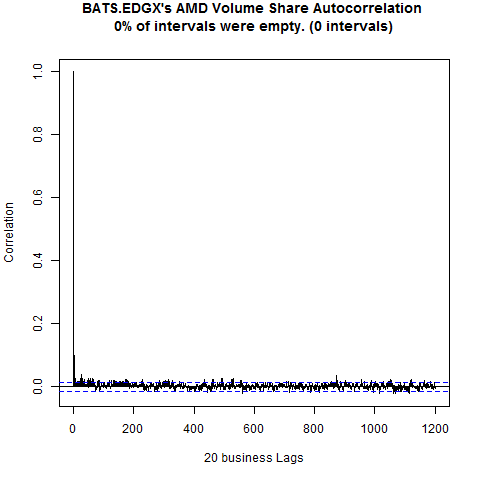 BATS.EDGX's AMD Volume Share Autocorrelation
0% of intervals were empty. (0 intervals)
Correlation
1.0
0.8
0.6
0.4
0.2
0.0
0 200 400 600 800 1000 1200
20 business Lags